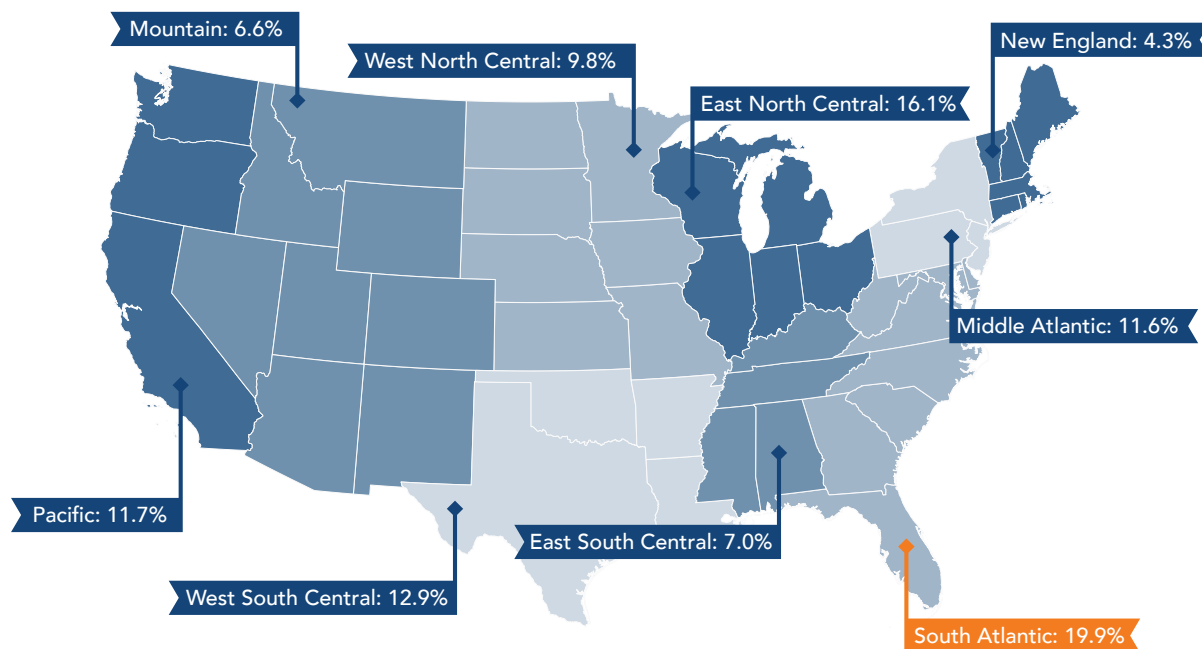 Mountain: 6.6%
New England: 4.3%
West North Central: 9.8%
East North Central: 16.1%
Middle Atlantic: 11.6%
Pacific: 11.7%
East South Central: 7.0%
West South Central: 12.9%
South Atlantic: 19.9%